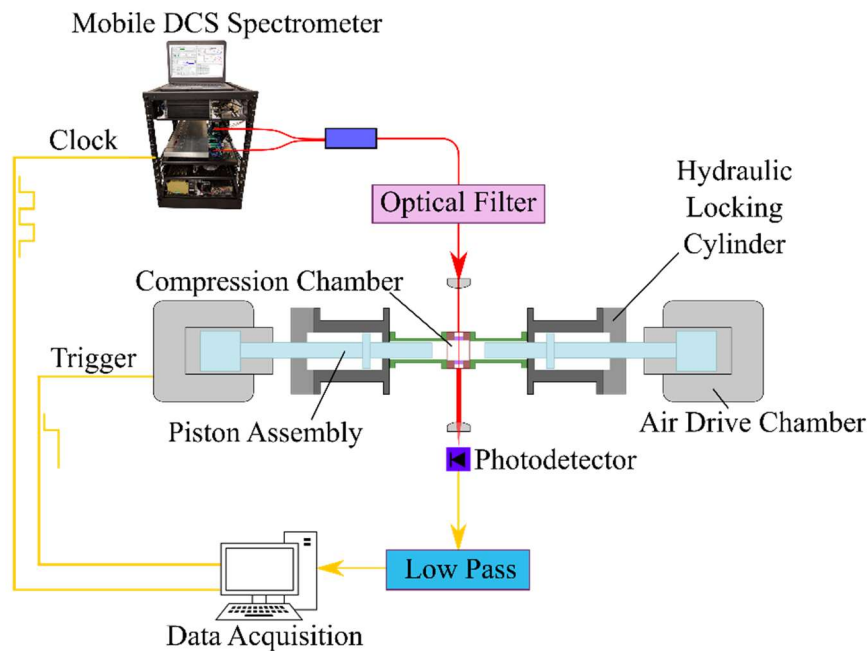 Mobile DCS Spectrometer
Clock
Optical Filter
Hydraulic
Locking
Cylinder
Compression Chamber
Trigger
Piston Assembly
Air Drive Chamber
Photodetector
Low Pass
Data Acquisition